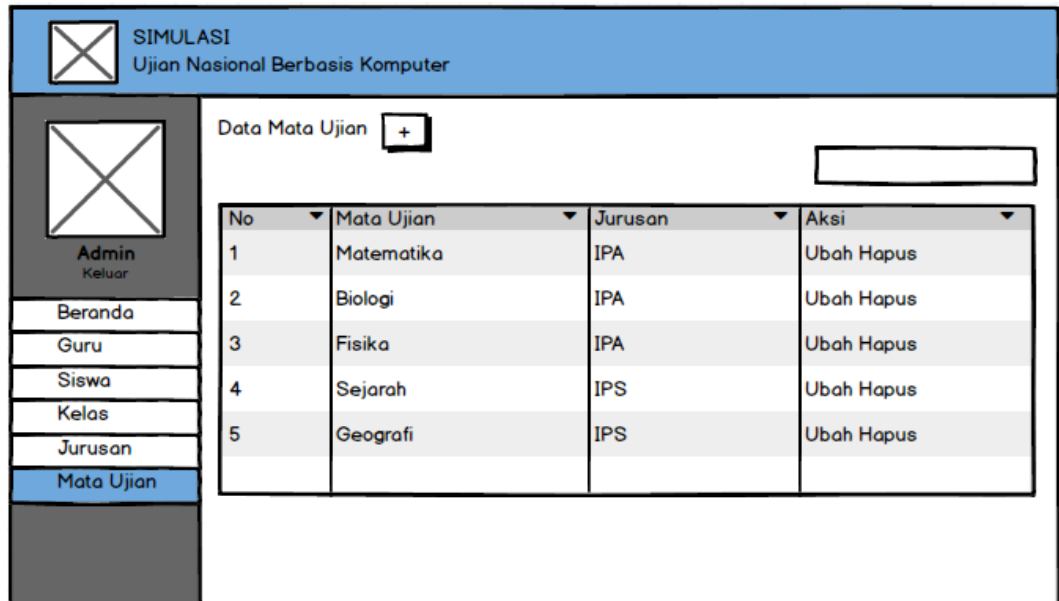 SIMULASI
Ujian Nasional Berbasis Komputer
Admin
Keluar
Beranda
Guru
Siswa
Kelas
Jurusan
Mata Ujian
Data Mata Ujian +
No Mata Ujian Jurusan Aksi
1 Matematika IPA Ubah Hapus
2 Biologi IPA Ubah Hapus
3 Fisika IPA Ubah Hapus
4 Sejarah IPS Ubah Hapus
5 Geografi IPS Ubah Hapus